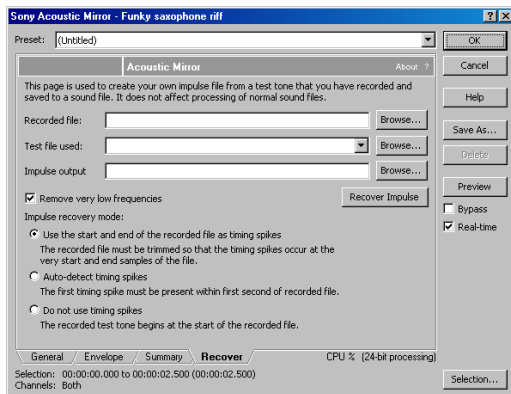 Sony Acoustic Mirror - Funky saxophone riff
Preset: (Untitled)
OK
Acoustic Mirror About ?
Cancel
This page is used to create your own impulse file from a test tone that you have recorded and
saved to a sound file. It does not affect processing of normal sound files.
Help
Recorded file: Browse...
Save As...
Test file used: Browse...
Delete
Impulse output Browse...
Preview
Remove very low frequencies Recover Impulse
Bypass
Impulse recovery mode:
Real-time
Use the start and end of the recorded file as timing spikes
The recorded file must be trimmed so that the timing spikes occur at the
very start and end samples of the file.
Auto-detect timing spikes
The first timing spike must be present within first second of recorded file.
Do not use timing spikes
The recorded test tone begins at the start of the recorded file.
General Envelope Summary Recover CPU % (24-bit processing)
Selection: 00:00:00.000 to 00:00:02.500 (00:00:02.500)
Channels: Both
Selection...